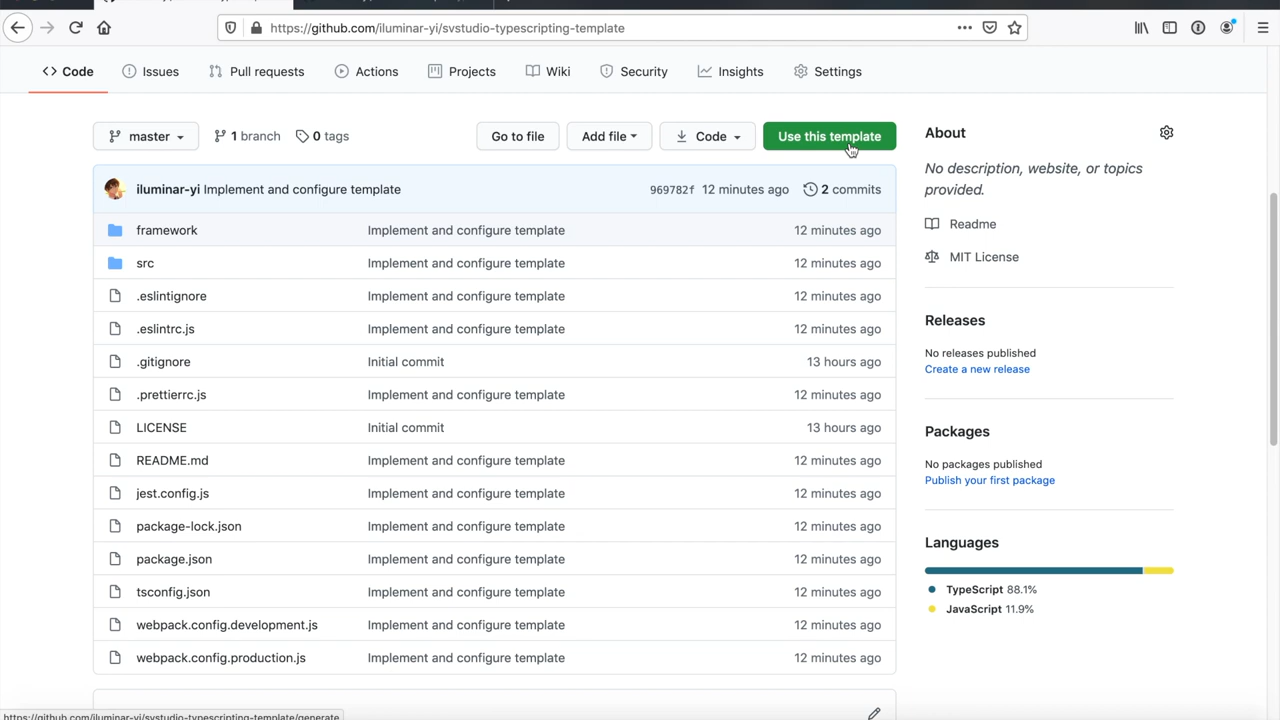 https://github.com/iluminar-yi/svstudio-typescripting-template
<> Code Issues Pull requests Actions Projects Wiki Security Insights Settings
master 1 branch 0 tags Go to file Add file Code Use this template
iluminar-yi Implement and configure template 969782f 12 minutes ago 2 commits
framework Implement and configure template 12 minutes ago
src Implement and configure template 12 minutes ago
.eslintignore Implement and configure template 12 minutes ago
.eslintrc.js Implement and configure template 12 minutes ago
.gitignore Initial commit 13 hours ago
.prettierrc.js Implement and configure template 12 minutes ago
LICENSE Initial commit 13 hours ago
README.md Implement and configure template 12 minutes ago
jest.config.js Implement and configure template 12 minutes ago
package-lock.json Implement and configure template 12 minutes ago
package.json Implement and configure template 12 minutes ago
tsconfig.json Implement and configure template 12 minutes ago
webpack.config.development.js Implement and configure template 12 minutes ago
webpack.config.production.js Implement and configure template 12 minutes ago
About
No description, website, or topics
provided.
Readme
MIT License
Releases
No releases published
Create a new release
Packages
No packages published
Publish your first package
Languages
TypeScript 88.1%
JavaScript 11.9%
https://github.com/iluminar-yi/svstudio-typescripting-template/generate